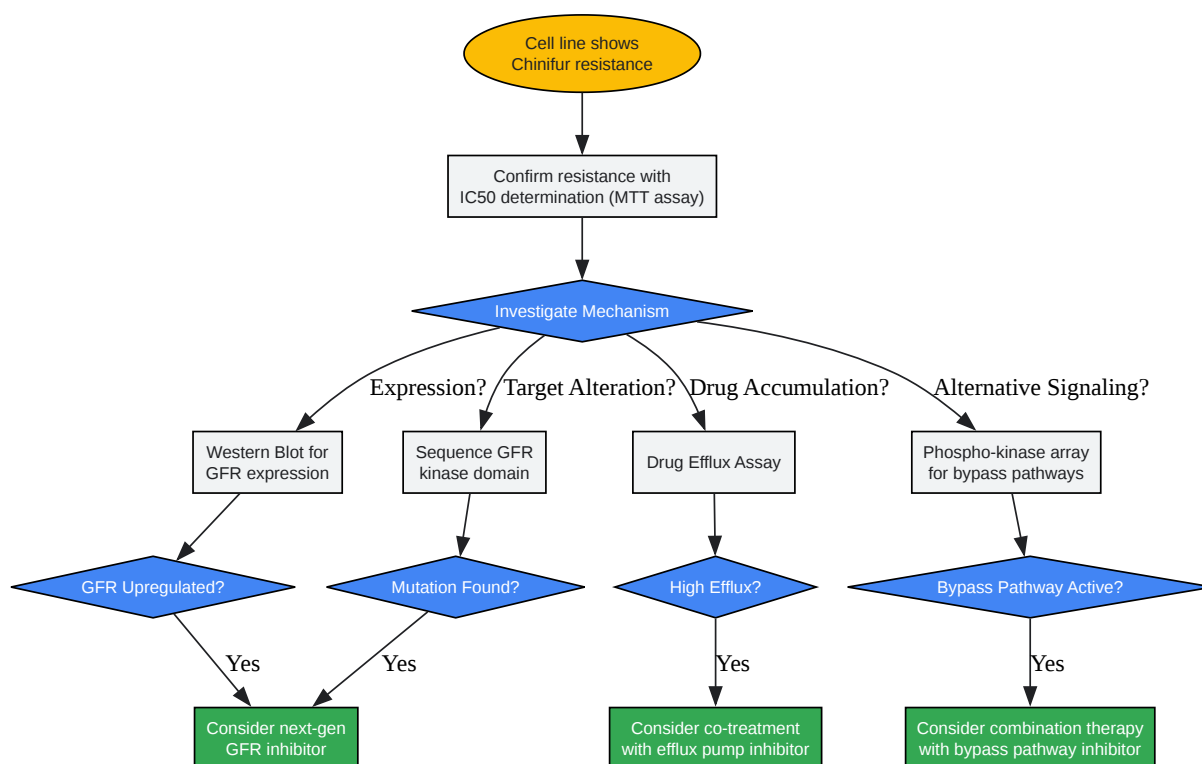 Cell line shows
Chinifur resistance
Confirm resistance with
IC50 determination (MTT assay)
Investigate Mechanism
Expression?
Target Alteration?
Drug Accumulation?
Alternative Signaling?
Western Blot for
GFR expression
Sequence GFR
kinase domain
Drug Efflux Assay
Phospho-kinase array
for bypass pathways
GFR Upregulated?
Mutation Found?
High Efflux?
Bypass Pathway Active?
Yes
Yes
Yes
Yes
Consider next-gen
GFR inhibitor
Consider co-treatment
with efflux pump inhibitor
Consider combination therapy
with bypass pathway inhibitor